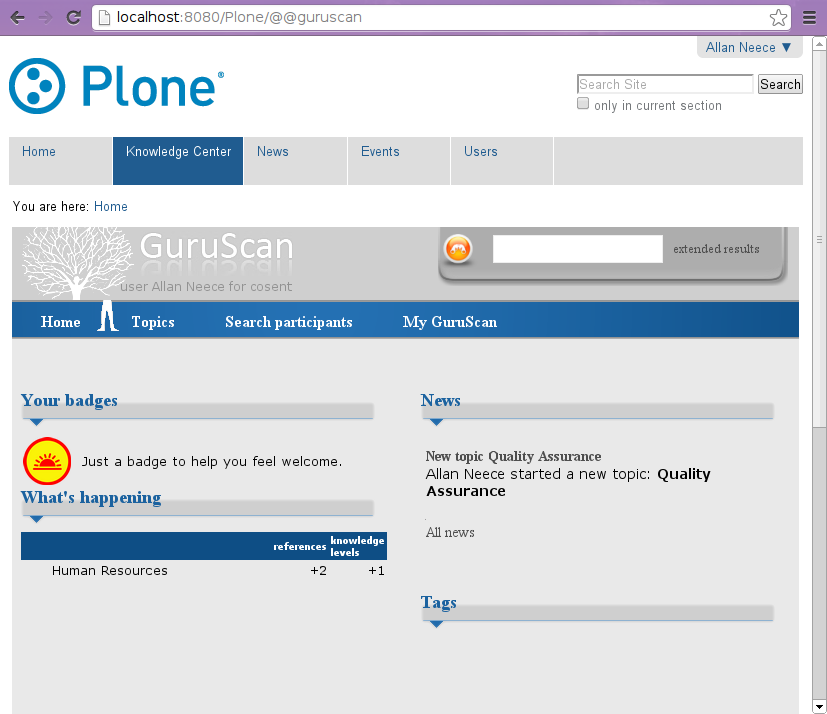 localhost:8080/Plone/@@guruscan
Allan Neece ▼
Plone®
Search Site
Search
only in current section
Home
Knowledge Center
News
Events
Users
You are here: Home
GuruScan
user Allan Neece for cosent
extended results
Home
Topics
Search participants
My GuruScan
Your badges
Just a badge to help you feel welcome.
What's happening
references
knowledge
levels
Human Resources
+2
+1
News
New topic Quality Assurance
Allan Neece started a new topic: Quality
Assurance
.
All news
Tags